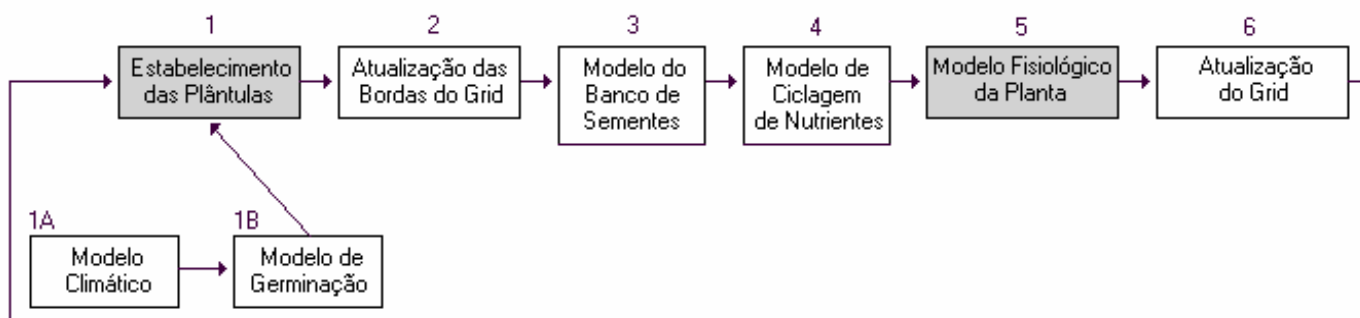 1
Estabelecimento
das Plântulas
2
Atualização das
Bordas do Grid
3
Modelo do
Banco de
Sementes
4
Modelo de
Ciclagem
de Nutrientes
5
Modelo Fisiológico
da Planta
6
Atualização
do Grid
1A
Modelo
Climático
1B
Modelo de
Germinação